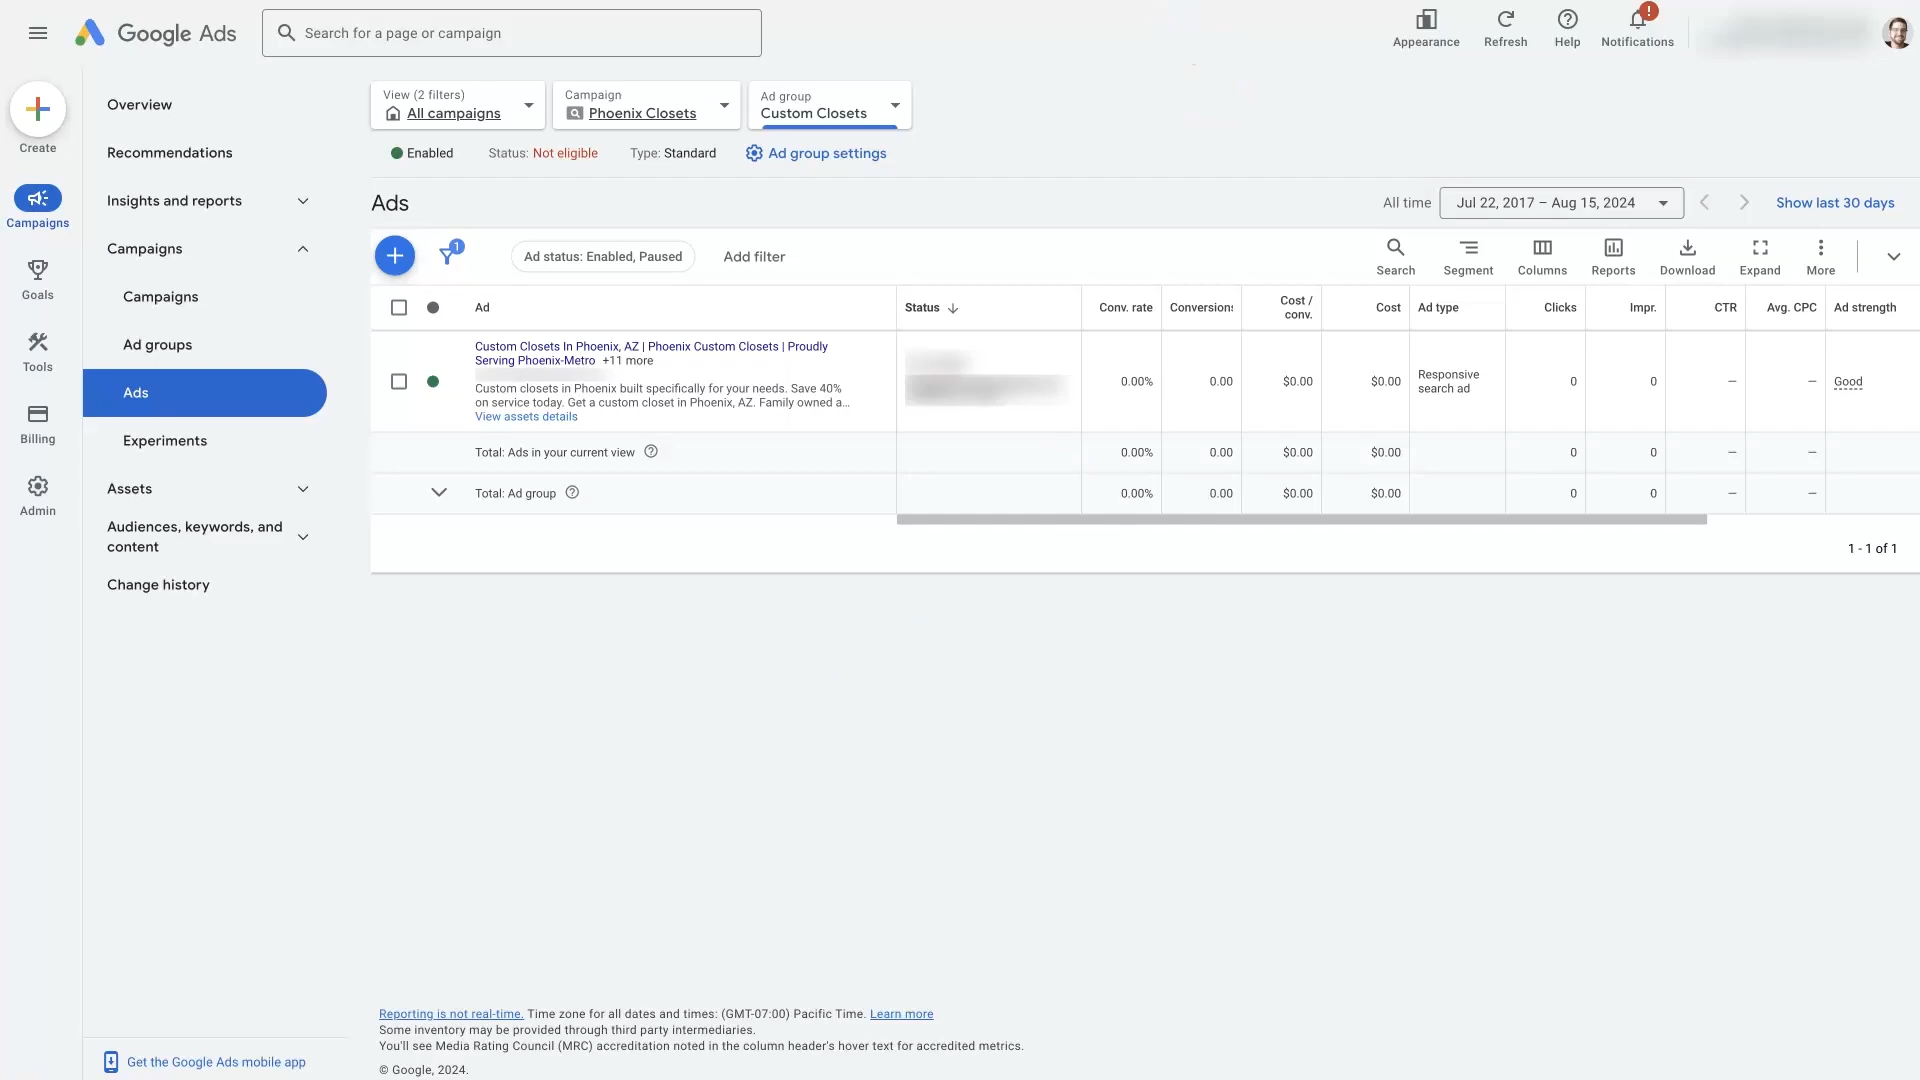 Google Ads
Search for a page or campaign
Appearance
Refresh
Help
!
Notifications
Create
Campaigns
Goals
Tools
Billing
Admin
Overview
Recommendations
Insights and reports
Campaigns
Campaigns
Ad groups
Ads
Experiments
Assets
Audiences, keywords, and
content
Change history
Get the Google Ads mobile app
View (2 filters)
All campaigns
Campaign
Phoenix Closets
Ad group
Custom Closets
Enabled
Status: Not eligible
Type: Standard
Ad group settings
Ads
All time
Jul 22, 2017 – Aug 15, 2024
Show last 30 days
1
Ad status: Enabled, Paused
Add filter
Search
Segment
Columns
Reports
Download
Expand
More
Ad
Status
Conv. rate
Conversions
Cost /
conv.
Cost
Ad type
Clicks
Impr.
CTR
Avg. CPC
Ad strength
Custom Closets In Phoenix, AZ | Phoenix Custom Closets | Proudly
Serving Phoenix-Metro +11 more
Custom closets in Phoenix built specifically for your needs. Save 40%
on service today. Get a custom closet in Phoenix, AZ. Family owned a...
View assets details
0.00%
0.00
$0.00
$0.00
Responsive
search ad
0
0
–
–
Good
Total: Ads in your current view
0.00%
0.00
$0.00
$0.00
0
0
–
–
Total: Ad group
0.00%
0.00
$0.00
$0.00
0
0
–
–
1 - 1 of 1
Reporting is not real-time. Time zone for all dates and times: (GMT-07:00) Pacific Time. Learn more
Some inventory may be provided through third party intermediaries.
You'll see Media Rating Council (MRC) accreditation noted in the column header's hover text for accredited metrics.
© Google, 2024.